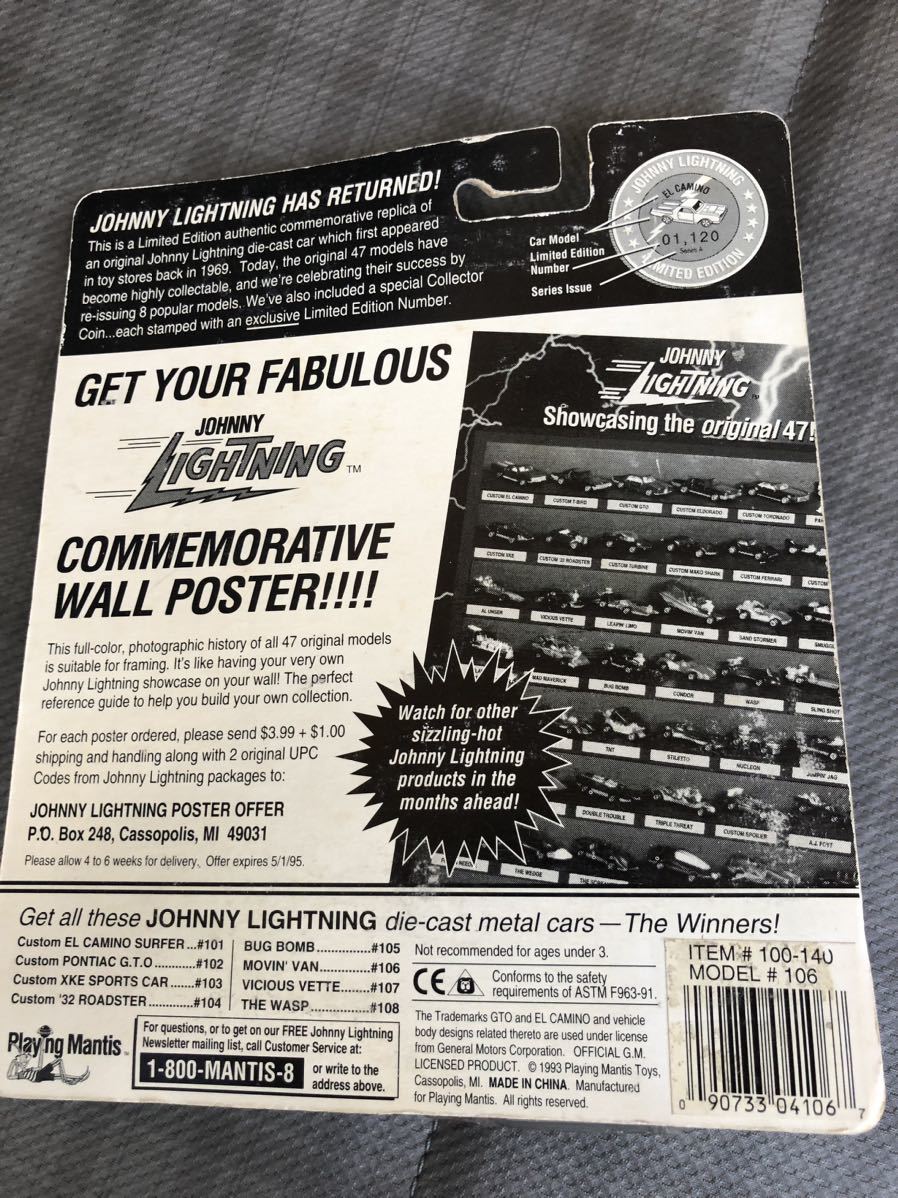 JOHNNY LIGHTNING HAS RETURNED!
This is a Limited Edition authentic commemorative replica of
an original Johnny Lightning die-cast car which first appeared
in toy stores back in 1969. Today, the original 47 models have
become highly collectable, and we're celebrating their success by
re-issuing 8 popular models. We've also included a special Collector
Coin...each stamped with an exclusive Limited Edition Number.
Car Model
Limited Edition
Number
Series Issue
JOHNNY LIGHTNING
EL CAMINO
01,120
Series A
LIMITED EDITION
GET YOUR FABULOUS
JOHNNY
LIGHTNING TM
COMMEMORATIVE
WALL POSTER!!!!
This full-color, photographic history of all 47 original models
is suitable for framing. It's like having your very own
Johnny Lightning showcase on your wall! The perfect
reference guide to help you build your own collection.
For each poster ordered, please send $3.99 + $1.00
shipping and handling along with 2 original UPC
Codes from Johnny Lightning packages to:
JOHNNY LIGHTNING POSTER OFFER
P.O. Box 248, Cassopolis, MI 49031
Please allow 4 to 6 weeks for delivery. Offer expires 5/1/95.
JOHNNY
LIGHTNING
Showcasing the original 47!
CUSTOM EL CAMINO CUSTOM T-BIRD CUSTOM GTO CUSTOM ELDORADO CUSTOM TORONADO
CUSTOM XKE CUSTOM '32 ROADSTER CUSTOM TURBINE CUSTOM MAKO SHARK CUSTOM FERRARI CUSTOM
AL UNSER VICIOUS VETTE LEAPIN' LIMO MOVIN' VAN SAND STORMER SMUGG
MAD MAVERICK BUG BOMB CONDOR WASP SLING SHOT
TNT STILETTO NUCLEON JUMPIN' JAG
DOUBLE TROUBLE TRIPLE THREAT CUSTOM SPOILER A.J. FOYT
THE WEDGE
Watch for other
sizzling-hot
Johnny Lightning
products in the
months ahead!
Get all these JOHNNY LIGHTNING die-cast metal cars—The Winners!
Custom EL CAMINO SURFER...#101
Custom PONTIAC G.T.O............#102
Custom XKE SPORTS CAR......#103
Custom '32 ROADSTER...........#104
BUG BOMB.............#105
MOVIN' VAN...........#106
VICIOUS VETTE.......#107
THE WASP..............#108
Playing Mantis
For questions, or to get on our FREE Johnny Lightning
Newsletter mailing list, call Customer Service at:
1-800-MANTIS-8 or write to the
address above.
Not recommended for ages under 3.
CE Conforms to the safety
requirements of ASTM F963-91.
The Trademarks GTO and EL CAMINO and vehicle
body designs related thereto are used under license
from General Motors Corporation. OFFICIAL G.M.
LICENSED PRODUCT. © 1993 Playing Mantis Toys,
Cassopolis, MI. MADE IN CHINA. Manufactured
for Playing Mantis. All rights reserved.
ITEM # 100-140
MODEL # 106
0 90733 04106 7